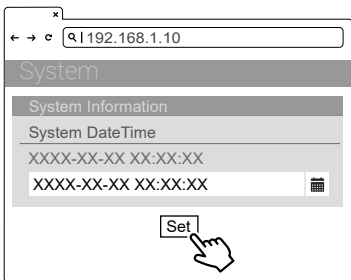 192.168.1.10
System
System Information
System DateTime
XXXX-XX-XX XX:XX:XX
XXXX-XX-XX XX:XX:XX
Set